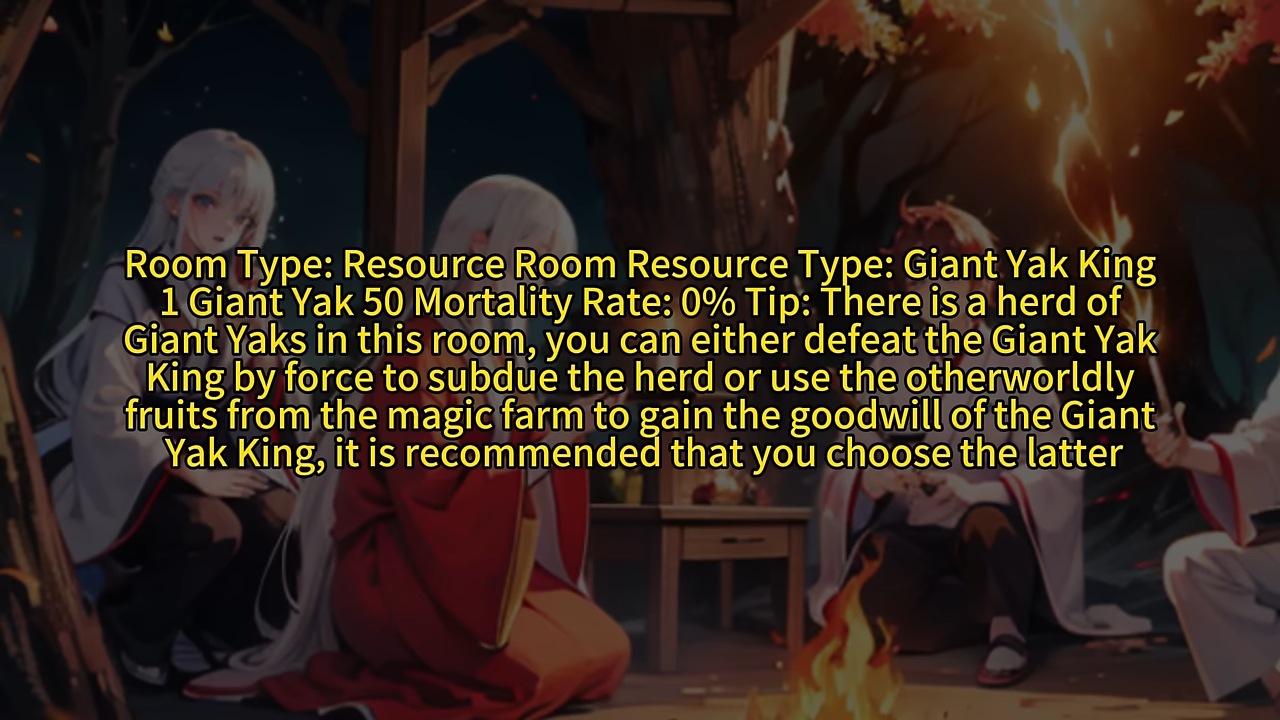 Room Type: Resource Room Resource Type: Giant Yak King
1 Giant Yak 50 Mortality Rate: 0% Tip: There is a herd of
Giant Yaks in this room, you can either defeat the Giant Yak
King by force to subdue the herd or use the otherworldly
fruits from the magic farm to gain the goodwill of the Giant
Yak King, it is recommended that you choose the latter